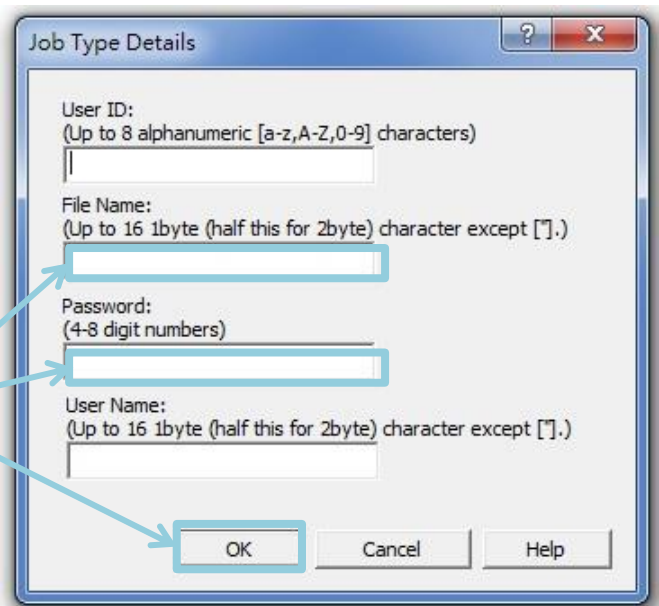 Job Type Details
User ID:
(Up to 8 alphanumeric [a-z,A-Z,0-9] characters)
File Name:
(Up to 16 1byte (half this for 2byte) character except ["].)
Password:
(4-8 digit numbers)
User Name:
(Up to 16 1byte (half this for 2byte) character except ["].)
OK Cancel Help